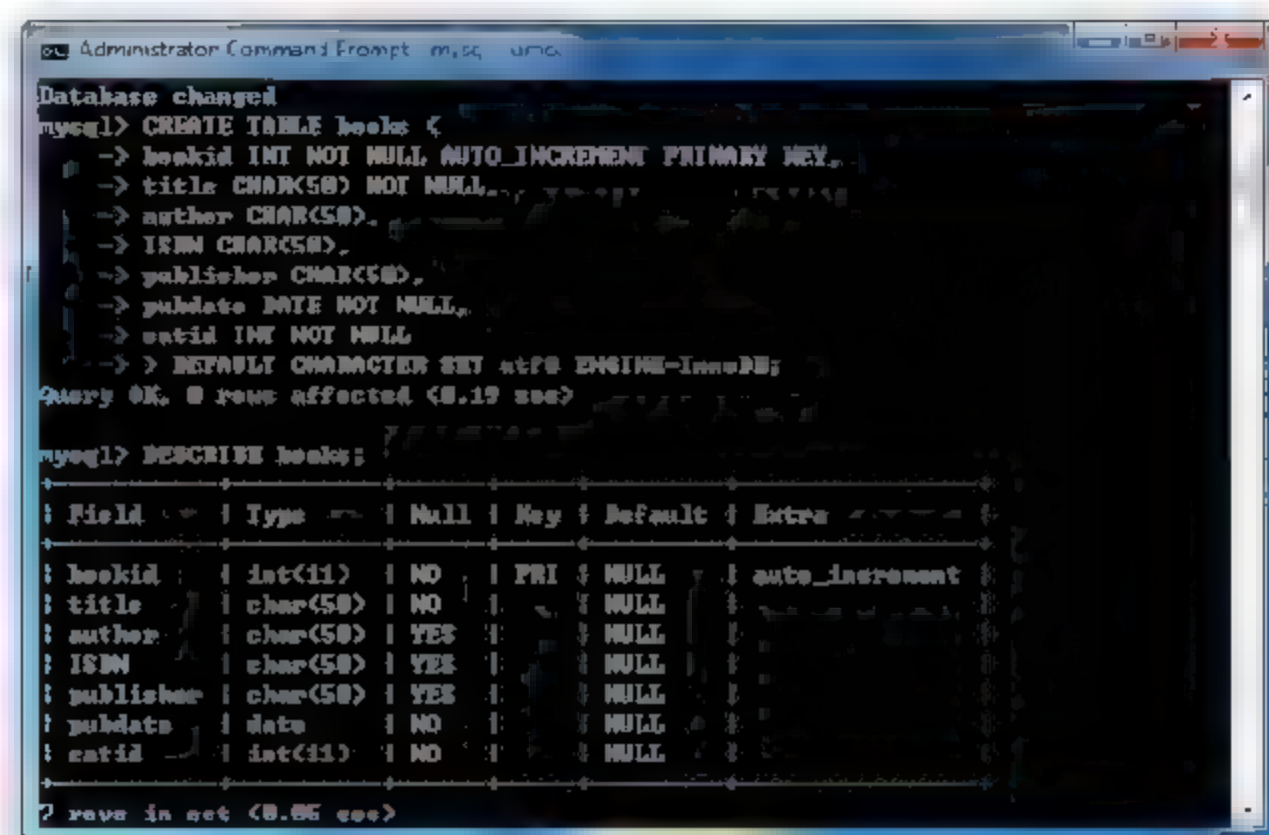 Administrator Command Prompt
Database changed
mysql> CREATE TABLE books (
-> bookid INT NOT NULL AUTO_INCREMENT PRIMARY KEY,
-> title CHAR(50) NOT NULL,
-> author CHAR(50),
-> ISBN CHAR(50),
-> publisher CHAR(50),
-> pubdate DATE NOT NULL,
-> catid INT NOT NULL
-> ) DEFAULT CHARACTER SET utf8 ENGINE=InnoDB;
Query OK, 0 rows affected (0.19 sec)
mysql> DESCRIBE books;
| Field | Type | Null | Key | Default | Extra |
| bookid | int(11) | NO | PRI | NULL | auto_increment |
| title | char(50) | NO | | NULL | |
| author | char(50) | YES | | NULL | |
| ISBN | char(50) | YES | | NULL | |
| publisher | char(50) | YES | | NULL | |
| pubdate | date | NO | | NULL | |
| catid | int(11) | NO | | NULL | |
7 rows in set (0.06 sec)